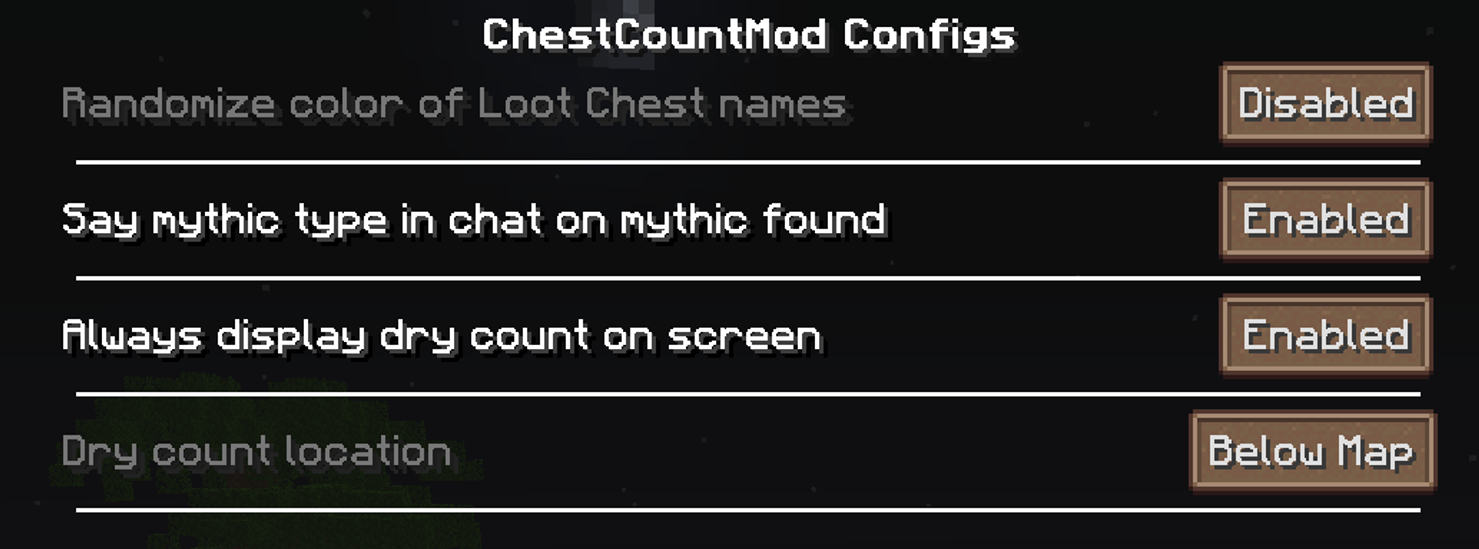 ChestCountMod Configs
Randomize color of Loot Chest names
Disabled
Say mythic type in chat on mythic found
Enabled
Always display dry count on screen
Enabled
Dry count location
Below Map